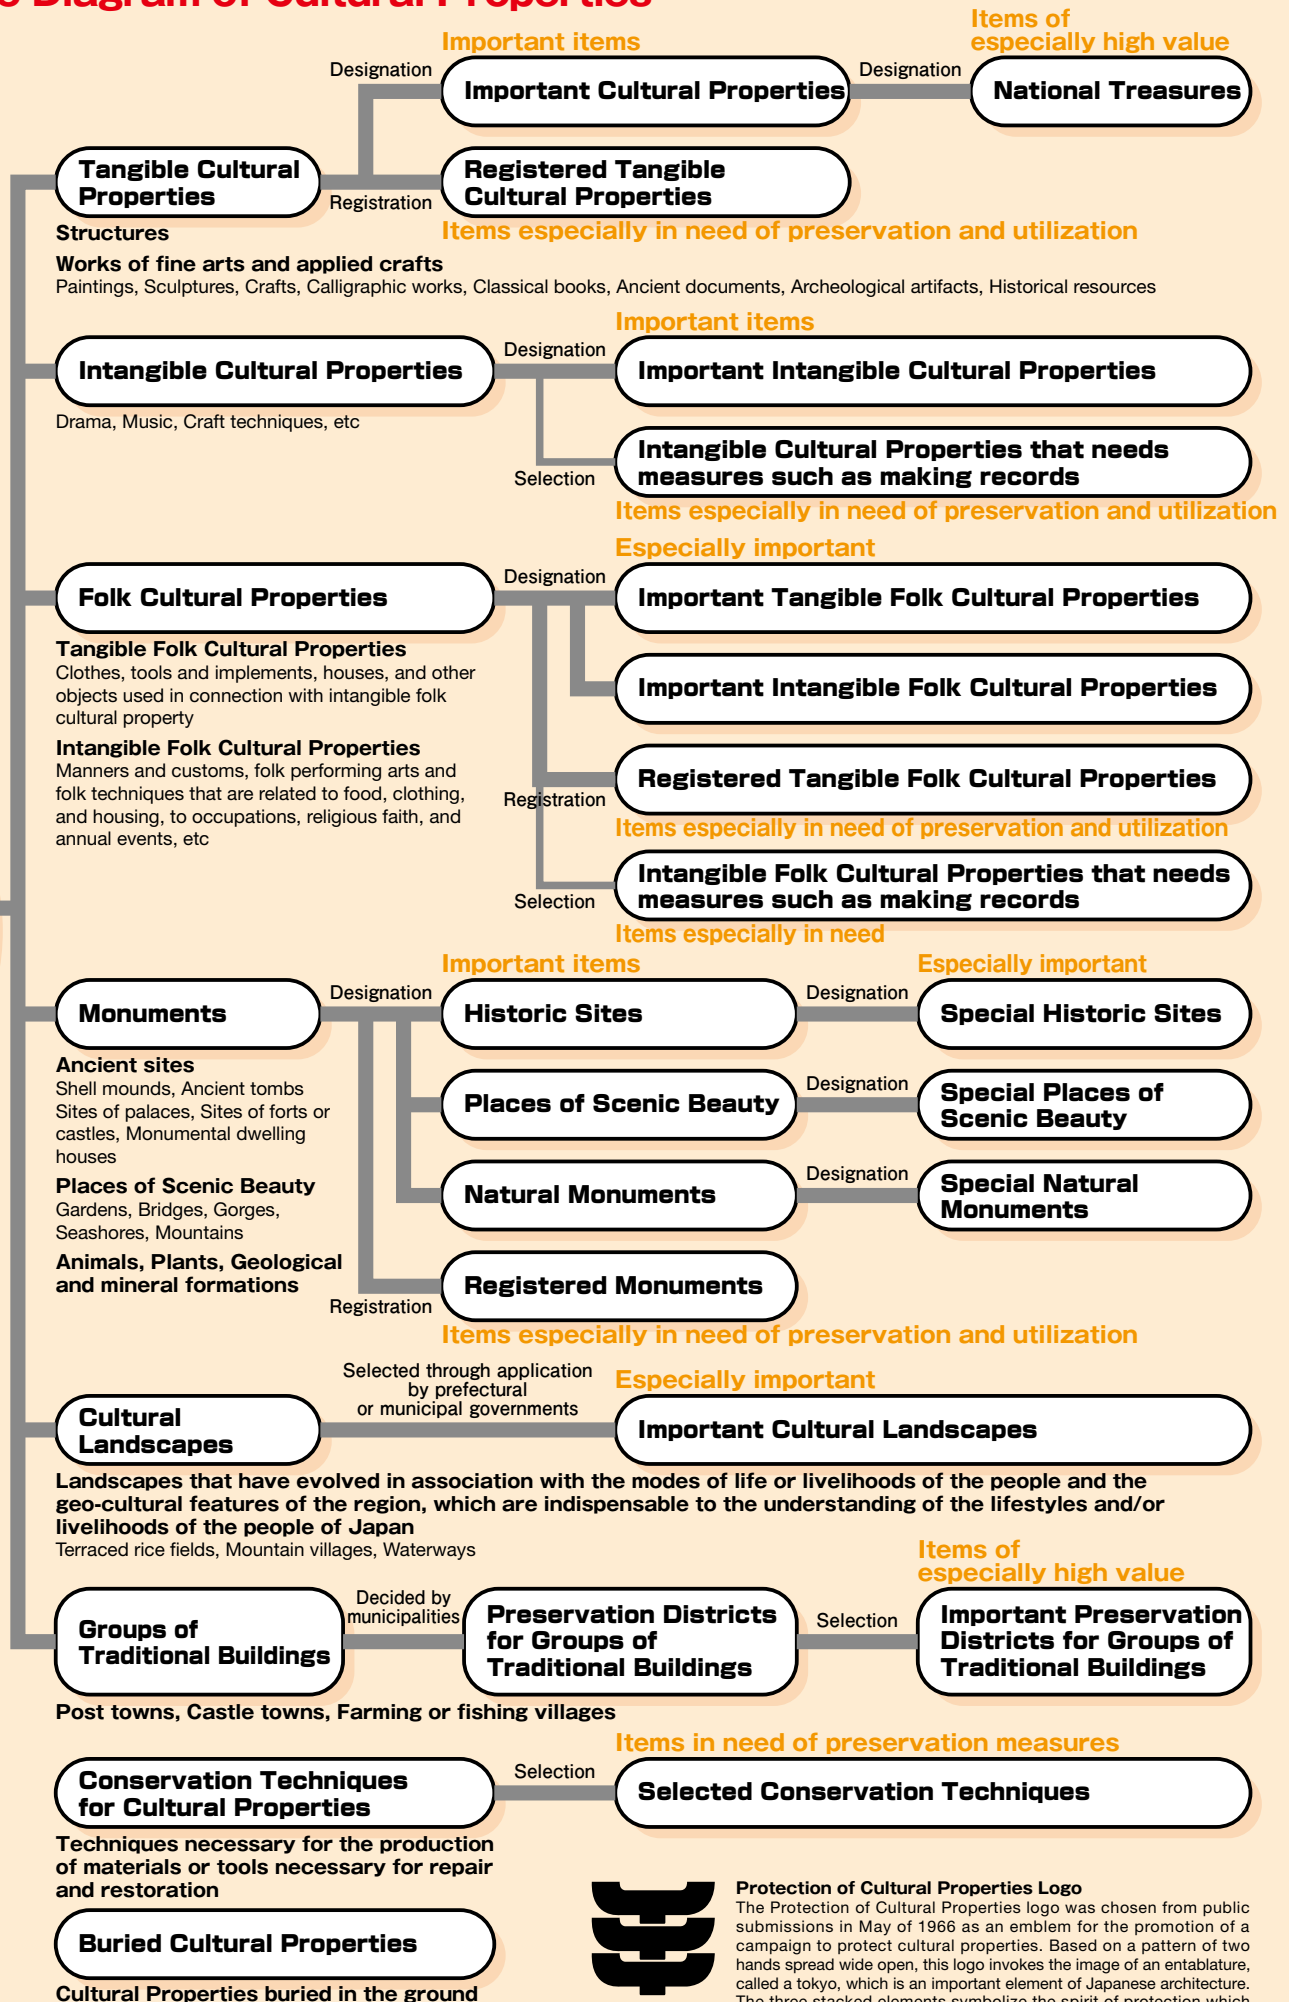 Diagram of Cultural Properties
Important items
Items of
especially high value
Designation
Important Cultural Properties
Designation
National Treasures
Tangible Cultural
Properties
Registration
Registered Tangible
Cultural Properties
Items especially in need of preservation and utilization
Structures
Works of fine arts and applied crafts
Paintings, Sculptures, Crafts, Calligraphic works, Classical books, Ancient documents, Archeological artifacts, Historical resources
Important items
Intangible Cultural Properties
Designation
Important Intangible Cultural Properties
Drama, Music, Craft techniques, etc
Selection
Intangible Cultural Properties that needs
measures such as making records
Items especially in need of preservation and utilization
Especially important
Folk Cultural Properties
Designation
Important Tangible Folk Cultural Properties
Tangible Folk Cultural Properties
Clothes, tools and implements, houses, and other
objects used in connection with intangible folk
cultural property
Important Intangible Folk Cultural Properties
Intangible Folk Cultural Properties
Manners and customs, folk performing arts and
folk techniques that are related to food, clothing,
and housing, to occupations, religious faith, and
annual events, etc
Registration
Registered Tangible Folk Cultural Properties
Items especially in need of preservation and utilization
Selection
Intangible Folk Cultural Properties that needs
measures such as making records
Items especially in need
Important items
Especially important
Monuments
Designation
Historic Sites
Designation
Special Historic Sites
Ancient sites
Shell mounds, Ancient tombs
Sites of palaces, Sites of forts or
castles, Monumental dwelling
houses
Places of Scenic Beauty
Designation
Special Places of
Scenic Beauty
Places of Scenic Beauty
Gardens, Bridges, Gorges,
Seashores, Mountains
Natural Monuments
Designation
Special Natural
Monuments
Animals, Plants, Geological
and mineral formations
Registration
Registered Monuments
Items especially in need of preservation and utilization
Cultural
Landscapes
Selected through application
by prefectural
or municipal governments
Especially important
Important Cultural Landscapes
Landscapes that have evolved in association with the modes of life or livelihoods of the people and the
geo-cultural features of the region, which are indispensable to the understanding of the lifestyles and/or
livelihoods of the people of Japan
Terraced rice fields, Mountain villages, Waterways
Items of
especially high value
Groups of
Traditional Buildings
Decided by
municipalities
Preservation Districts
for Groups of
Traditional Buildings
Selection
Important Preservation
Districts for Groups of
Traditional Buildings
Post towns, Castle towns, Farming or fishing villages
Items in need of preservation measures
Conservation Techniques
for Cultural Properties
Selection
Selected Conservation Techniques
Techniques necessary for the production
of materials or tools necessary for repair
and restoration
Buried Cultural Properties
Cultural Properties buried in the ground
Protection of Cultural Properties Logo
The Protection of Cultural Properties logo was chosen from public
submissions in May of 1966 as an emblem for the promotion of a
campaign to protect cultural properties. Based on a pattern of two
hands spread wide open, this logo invokes the image of an entablature,
called a tokyo, which is an important element of Japanese architecture.
The three stacked elements symbolize the spirit of protection which